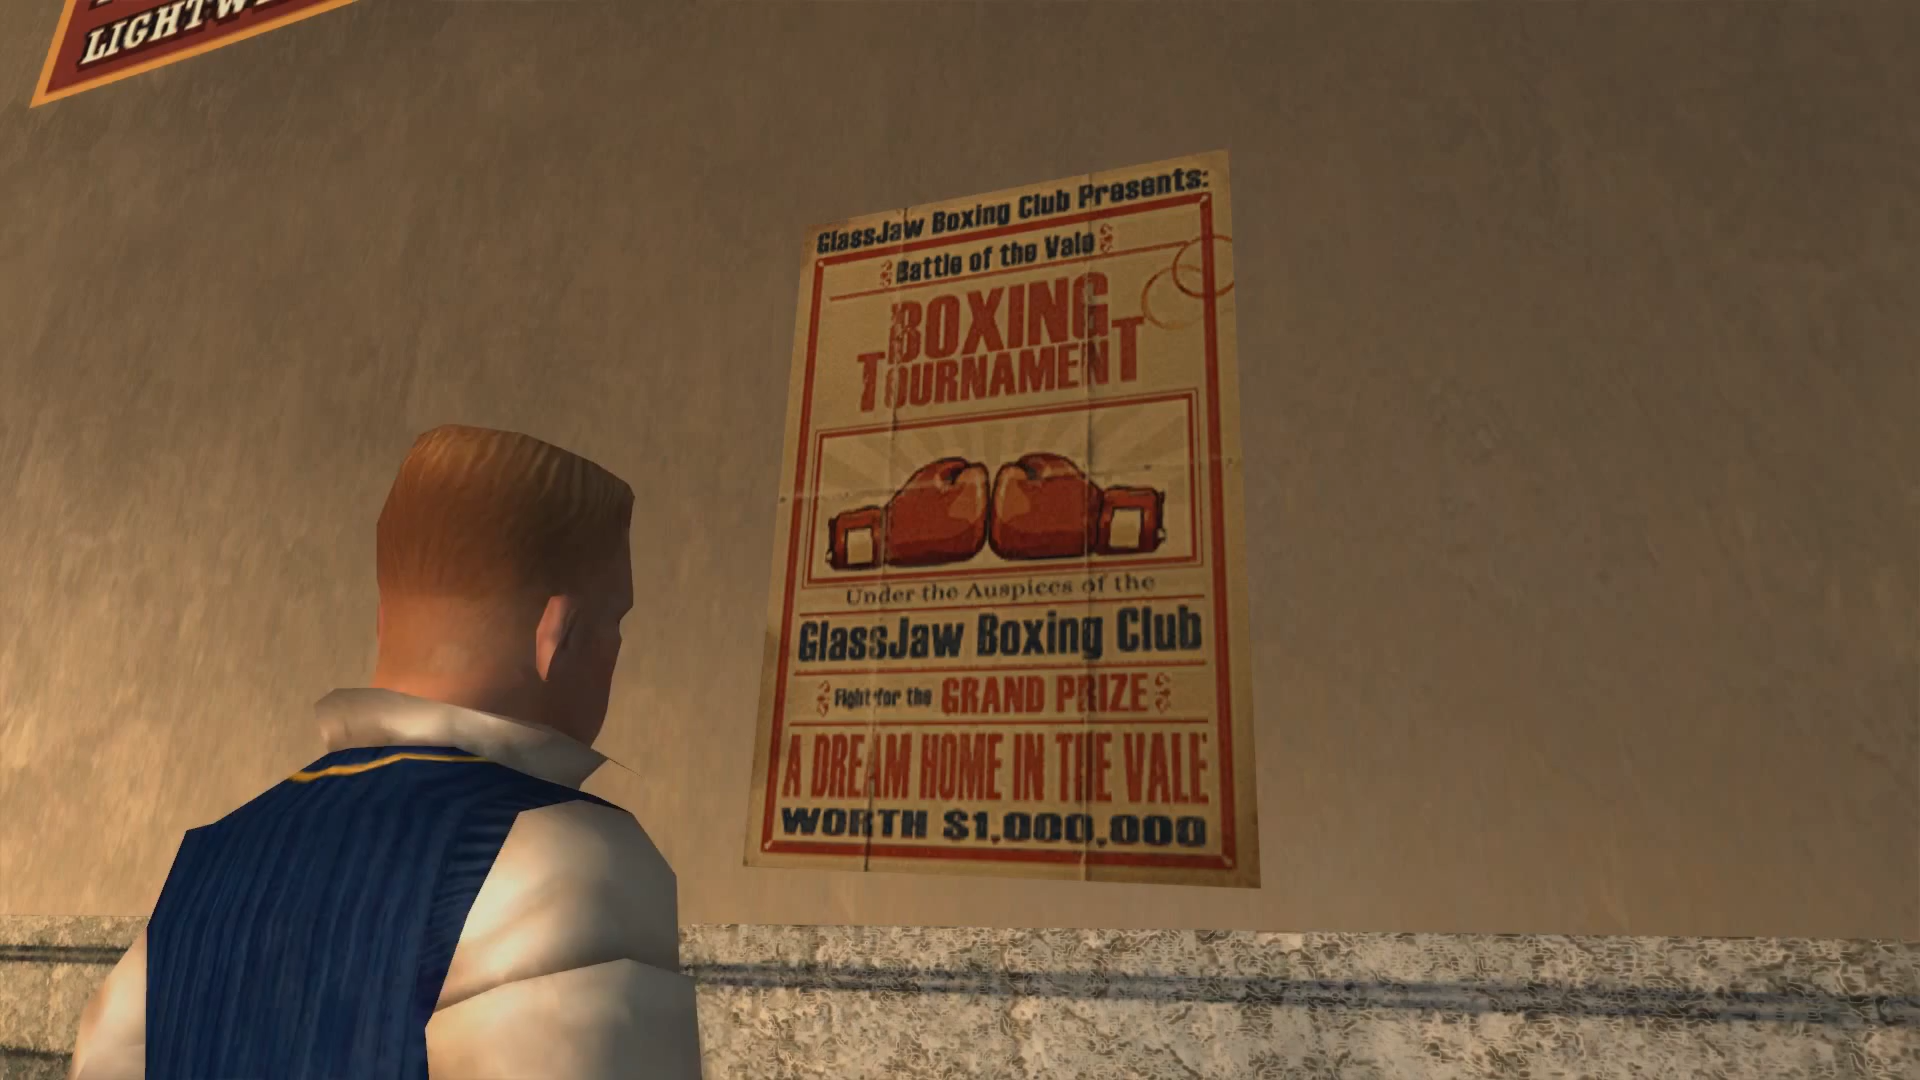 LIGHTWE
GlassJaw Boxing Club Presents:
Battle of the Vale
BOXING
TOURNAMENT
Under the Auspices of the
GlassJaw Boxing Club
Fight for the GRAND PRIZE
A DREAM HOME IN THE VALE
WORTH $1,000,000